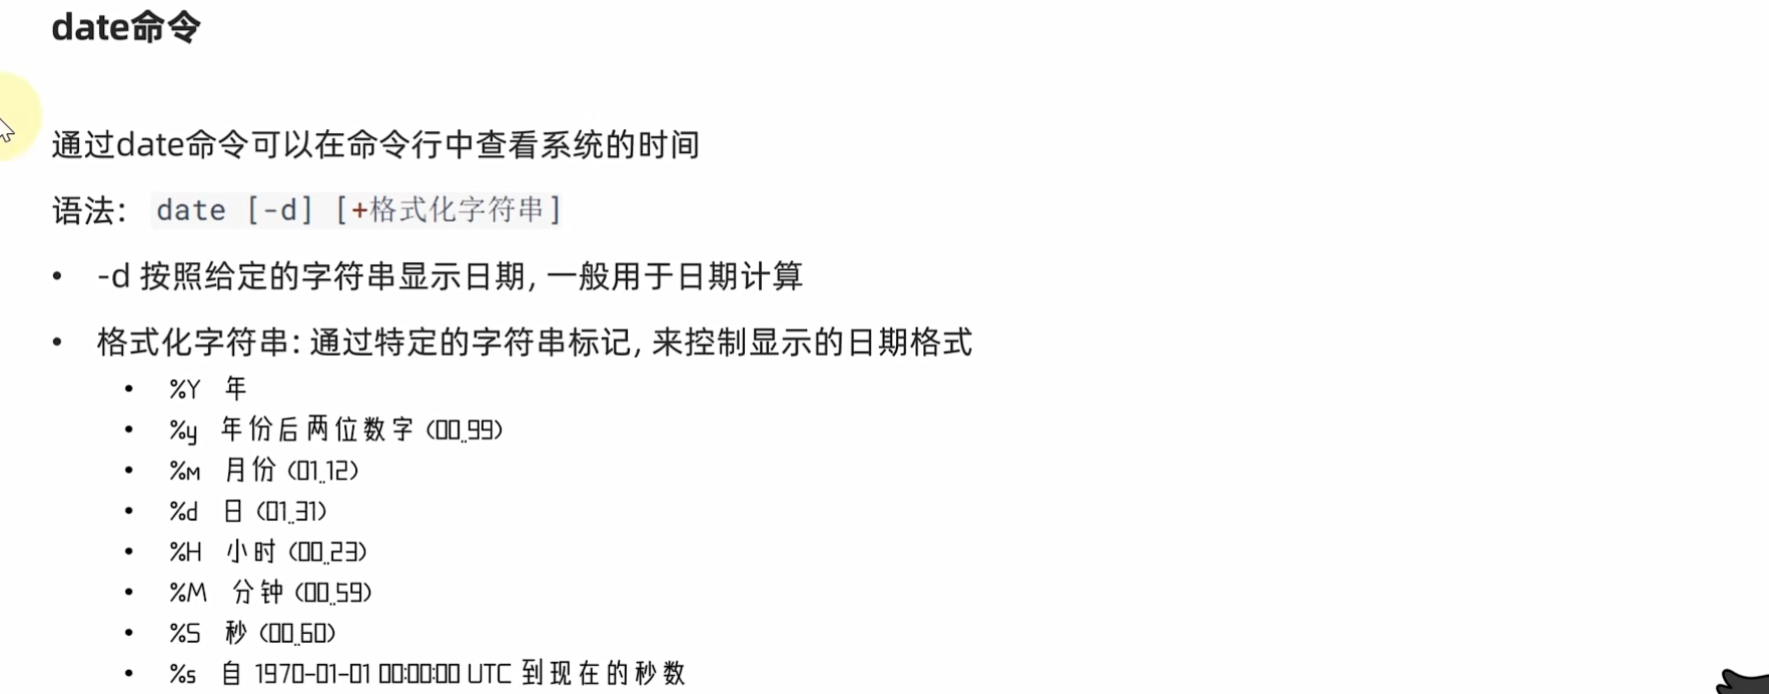 date命令
通过date命令可以在命令行中查看系统的时间
语法: date [-d] [+格式化字符串]
• -d 按照给定的字符串显示日期, 一般用于日期计算
• 格式化字符串: 通过特定的字符串标记, 来控制显示的日期格式
• %Y 年
• %y 年份后两位数字 (00..99)
• %m 月份 (01..12)
• %d 日 (01..31)
• %H 小时 (00..23)
• %M 分钟 (00..59)
• %S 秒 (00..60)
• %s 自 1970-01-01 00:00:00 UTC 到现在的秒数